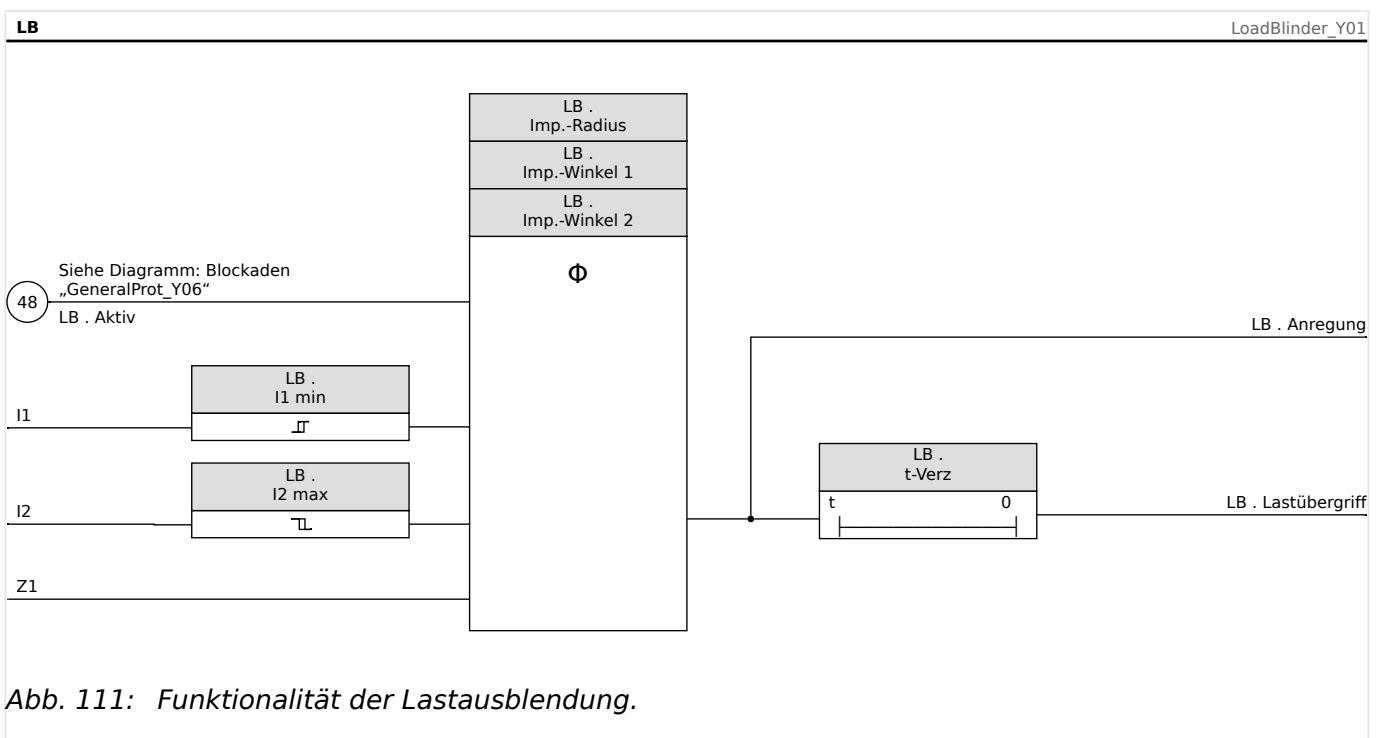 LB
LoadBlinder_Y01
LB .
Imp.-Radius
LB .
Imp.-Winkel 1
LB .
Imp.-Winkel 2
Φ
Siehe Diagramm: Blockaden
„GeneralProt_Y06“
48
LB . Aktiv
LB . Anregung
LB .
I1 min
I1
LB .
I2 max
I2
LB .
t-Verz
t
0
LB . Lastübergriff
Z1
Abb. 111: Funktionalität der Lastausblendung.